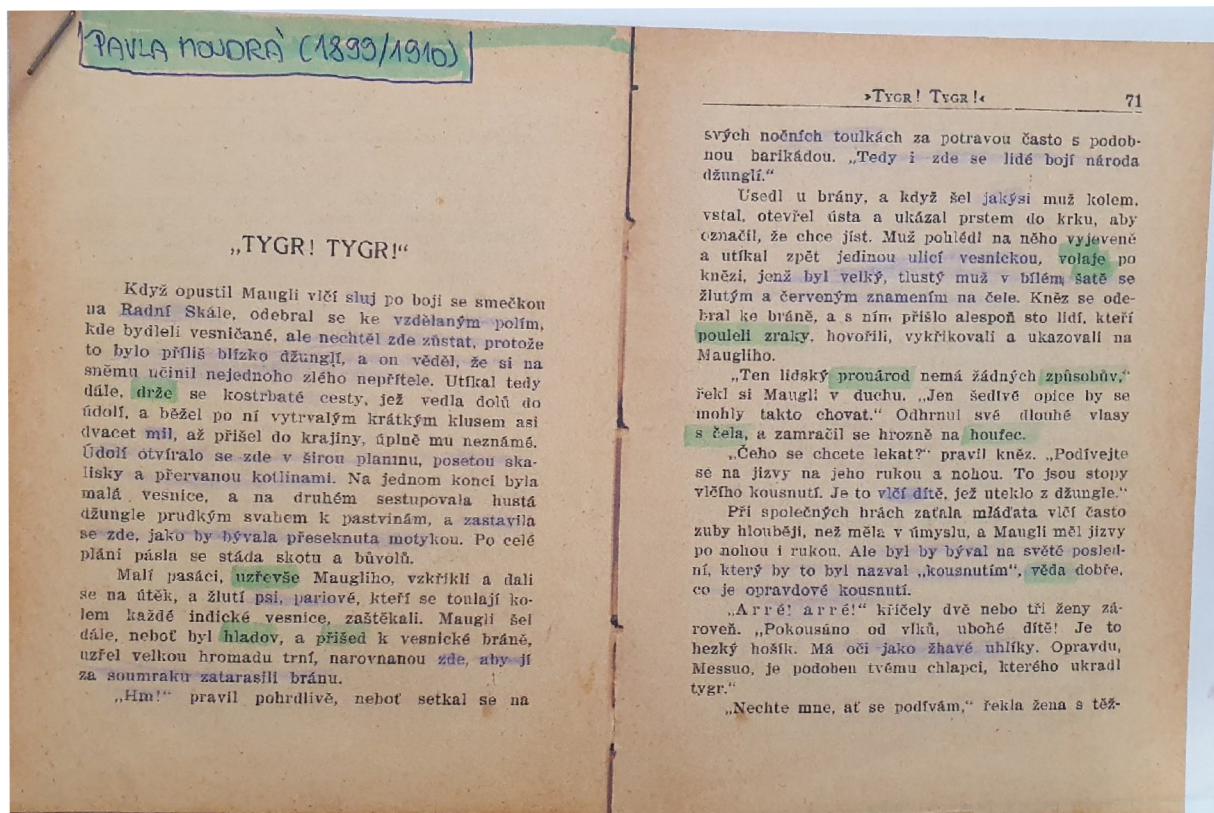 PAVLA MOUDRÁ (1899/1910)
„TYGR! TYGR!“
Když opustil Maugli vlčí sluj po boji se smečkou
na Radní Skále, odebral se ke vzdělaným polím,
kde bydleli vesničané, ale nechtěl zde zůstat, protože
to bylo příliš blízko džunglí, a on věděl, že si na
sněmu učinil nejednoho zlého nepřítele. Utíkal tedy
dále, drže se kostrbaté cesty, jež vedla dolů do
údolí, a běžel po ní vytrvalým krátkým klusem asi
dvacet mil, až přišel do krajiny, úplně mu neznámé.
Údolí otvíralo se zde v širou planinu, posetou ska-
lisky a přervanou kotlinami. Na jednom konci byla
malá vesnice, a na druhém sestupovala hustá
džungle prudkým svahem k pastvinám, a zastavila
se zde, jako by bývala přeseknuta motykou. Po celé
pláni pásla se stáda skotu a bůvolů.
Malí pasáci, uzřevše Maugliho, vzkřikli a dali
se na útěk, a žlutí psi, pariové, kteří se toulají ko-
lem každé indické vesnice, zaštěkali. Maugli šel
dále, neboť byl hladov, a přišed k vesnické bráně,
uzřel velkou hromadu trní, narovnanou zde, aby jí
za soumraku zatarasili bránu.
„Hm!“ pravil pohrdlivě, neboť setkal se na
»TYGR! TYGR!« 71
svých nočních toulkách za potravou často s podob-
nou barikádou. „Tedy i zde se lidé bojí národa
džunglí.“
Usedl u brány, a když šel jakýsi muž kolem,
vstal, otevřel ústa a ukázal prstem do krku, aby
označil, že chce jíst. Muž pohlédl na něho vyjeveně
a utíkal zpět jedinou ulicí vesnickou, volaje po
knězi, jenž byl velký, tlustý muž v bílém šatě se
žlutým a červeným znamením na čele. Kněz se ode-
bral ke bráně, a s ním přišlo alespoň sto lidí, kteří
pouleli zraky, hovořili, vykřikovali a ukazovali na
Maugliho.
„Ten lidský pronárod nemá žádných způsobův,“
řekl si Maugli v duchu. „Jen šedivé opice by se
mohly takto chovat.“ Odhrnul své dlouhé vlasy
s čela, a zamračil se hrozně na houfec.
„Čeho se chcete lekat?“ pravil kněz. „Podívejte
se na jizvy na jeho rukou a nohou. To jsou stopy
vlčího kousnutí. Je to vlčí dítě, jež uteklo z džungle.“
Při společných hrách zaťala mláďata vlčí často
zuby hlouběji, než měla v úmyslu, a Maugli měl jizvy
po nohou i rukou. Ale byl by býval na světě posled-
ní, který by to byl nazval „kousnutím“, věda dobře,
co je opravdové kousnutí.
„Arré! arré!“ křičely dvě nebo tři ženy zá-
roveň. „Pokousáno od vlků, ubohé dítě! Je to
hezký hošík. Má oči jako žhavé uhlíky. Opravdu,
Messuo, je podoben tvému chlapci, kterého ukradl
tygr.“
„Nechte mne, ať se podívám,“ řekla žena s těž-